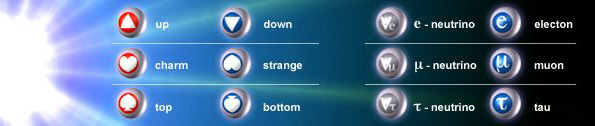 up down e - neutrino e electon
charm strange μ - neutrino μ muon
top bottom τ - neutrino τ tau